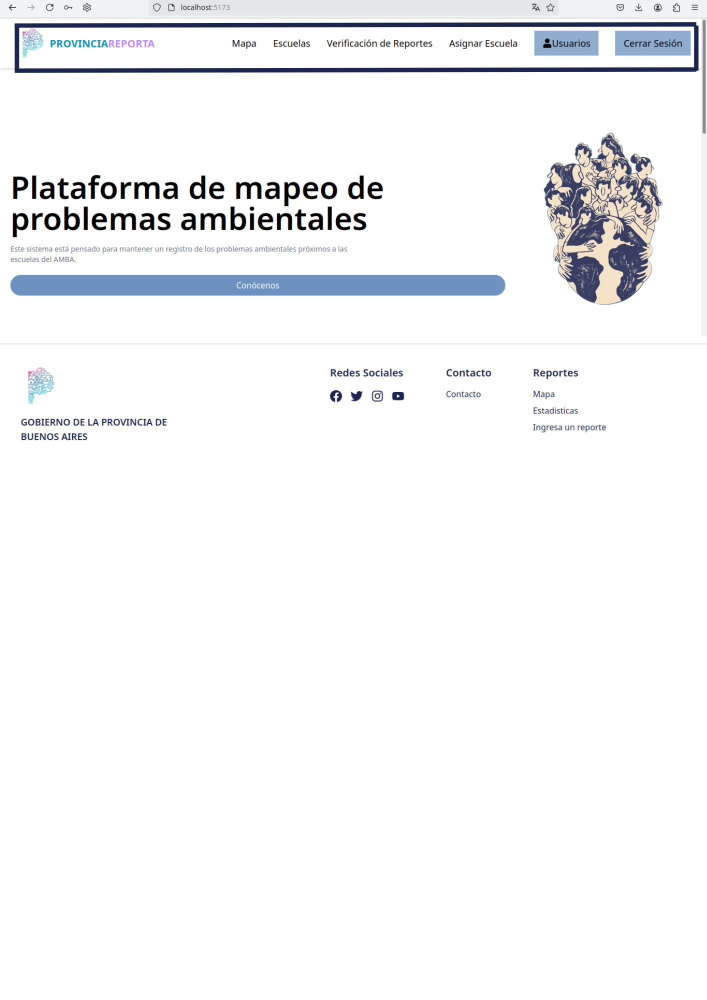 localhost:5173
PROVINCIAREPORTA
Mapa
Escuelas
Verificación de Reportes
Asignar Escuela
Usuarios
Cerrar Sesión
Plataforma de mapeo de
problemas ambientales
Este sistema está pensado para mantener un registro de los problemas ambientales próximos a las
escuelas del AMBA.
Conócenos
GOBIERNO DE LA PROVINCIA DE
BUENOS AIRES
Redes Sociales
Contacto
Contacto
Reportes
Mapa
Estadisticas
Ingresa un reporte